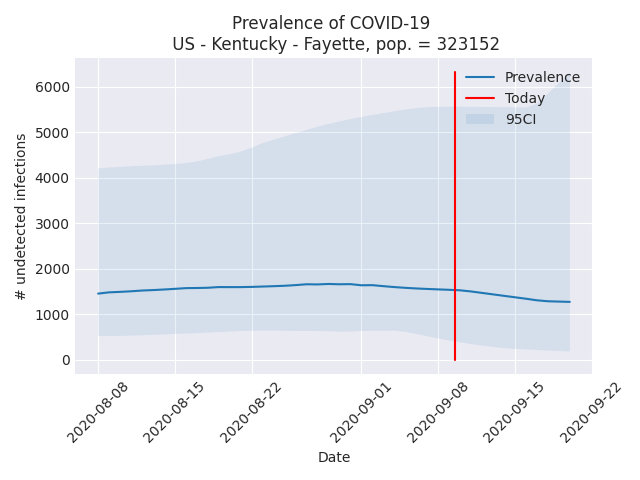 Prevalence of COVID-19
US - Kentucky - Fayette, pop. = 323152
6000
5000
4000
3000
2000
1000
0
# undetected infections
Prevalence
Today
95CI
2020-08-08
2020-08-15
2020-08-22
2020-09-01
2020-09-08
2020-09-15
2020-09-22
Date